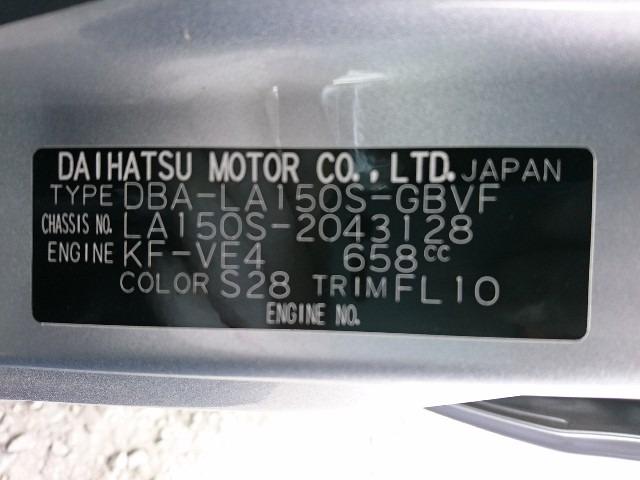 DAIHATSU MOTOR CO., LTD. JAPAN
TYPE DBA-LA150S-GBVF
CHASSIS NO. LA150S-2043128
ENGINE KF-VE4 658cc
COLOR S28 TRIM FL10
ENGINE NO.